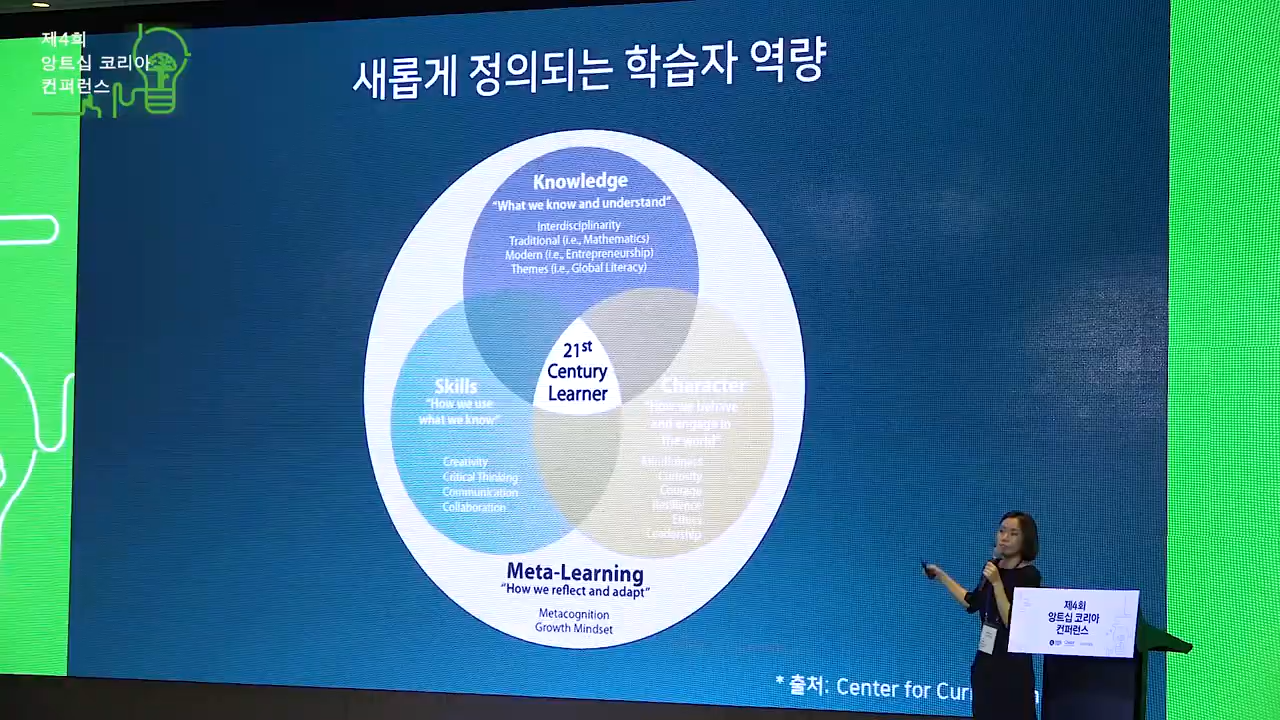 제4회
앙트십 코리아
컨퍼런스
새롭게 정의되는 학습자 역량
Knowledge
“What we know and understand”
Interdisciplinarity
Traditional (i.e., Mathematics)
Modern (i.e., Entrepreneurship)
Themes (i.e., Global Literacy)
21st
Century
Learner
Skills
“How we use
what we know”
Creativity
Critical Thinking
Communication
Collaboration
Character
“How we behave
and engage in
the world”
Mindfulness
Curiosity
Courage
Resilience
Ethics
Leadership
Meta-Learning
“How we reflect and adapt”
Metacognition
Growth Mindset
* 출처: Center for
제4회
앙트십 코리아
컨퍼런스